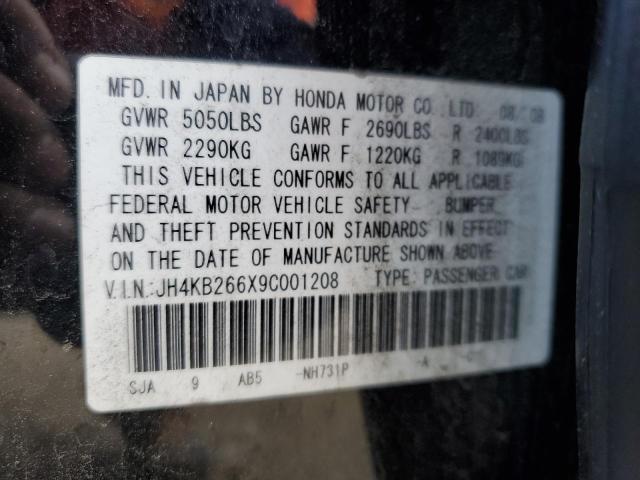 MFD. IN JAPAN BY HONDA MOTOR CO. LTD. 08/08
GVWR 5050LBS GAWR F 2690LBS R 2400LBS
GVWR 2290KG GAWR F 1220KG R 1089KG
THIS VEHICLE CONFORMS TO ALL APPLICABLE
FEDERAL MOTOR VEHICLE SAFETY BUMPER,
AND THEFT PREVENTION STANDARDS IN EFFECT
ON THE DATE OF MANUFACTURE SHOWN ABOVE
V.I.N.:JH4KB266X9C001208 TYPE: PASSENGER CAR
SJA 9 AB5 -NH731P -A